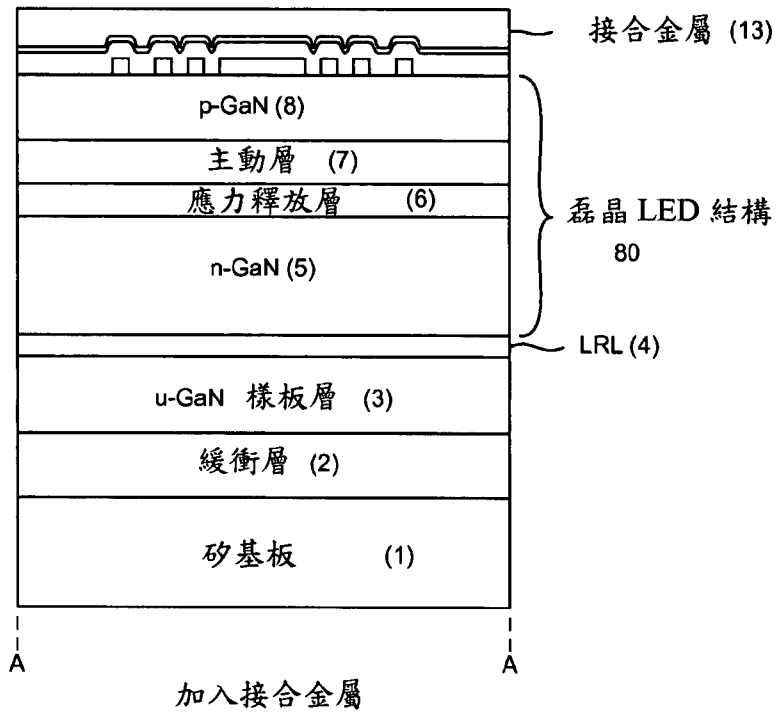 接合金屬 (13)
p-GaN (8)
主動層 (7)
應力釋放層 (6)
磊晶 LED 結構
80
n-GaN (5)
LRL (4)
u-GaN 樣板層 (3)
緩衝層 (2)
矽基板 (1)
A A
加入接合金屬